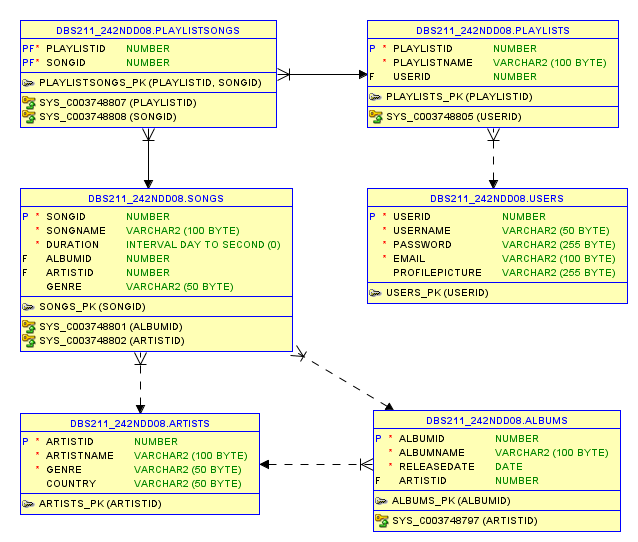 DBS211_242NDD08.PLAYLISTSONGS
PF* PLAYLISTID NUMBER
PF* SONGID NUMBER
PLAYLISTSONGS_PK (PLAYLISTID, SONGID)
SYS_C003748807 (PLAYLISTID)
SYS_C003748808 (SONGID)
DBS211_242NDD08.PLAYLISTS
P * PLAYLISTID NUMBER
* PLAYLISTNAME VARCHAR2 (100 BYTE)
F USERID NUMBER
PLAYLISTS_PK (PLAYLISTID)
SYS_C003748805 (USERID)
DBS211_242NDD08.SONGS
P * SONGID NUMBER
* SONGNAME VARCHAR2 (100 BYTE)
* DURATION INTERVAL DAY TO SECOND (0)
F ALBUMID NUMBER
F ARTISTID NUMBER
GENRE VARCHAR2 (50 BYTE)
SONGS_PK (SONGID)
SYS_C003748801 (ALBUMID)
SYS_C003748802 (ARTISTID)
DBS211_242NDD08.USERS
P * USERID NUMBER
* USERNAME VARCHAR2 (50 BYTE)
* PASSWORD VARCHAR2 (255 BYTE)
* EMAIL VARCHAR2 (100 BYTE)
PROFILEPICTURE VARCHAR2 (255 BYTE)
USERS_PK (USERID)
DBS211_242NDD08.ARTISTS
P * ARTISTID NUMBER
* ARTISTNAME VARCHAR2 (100 BYTE)
* GENRE VARCHAR2 (50 BYTE)
COUNTRY VARCHAR2 (50 BYTE)
ARTISTS_PK (ARTISTID)
DBS211_242NDD08.ALBUMS
P * ALBUMID NUMBER
* ALBUMNAME VARCHAR2 (100 BYTE)
* RELEASEDATE DATE
F ARTISTID NUMBER
ALBUMS_PK (ALBUMID)
SYS_C003748797 (ARTISTID)